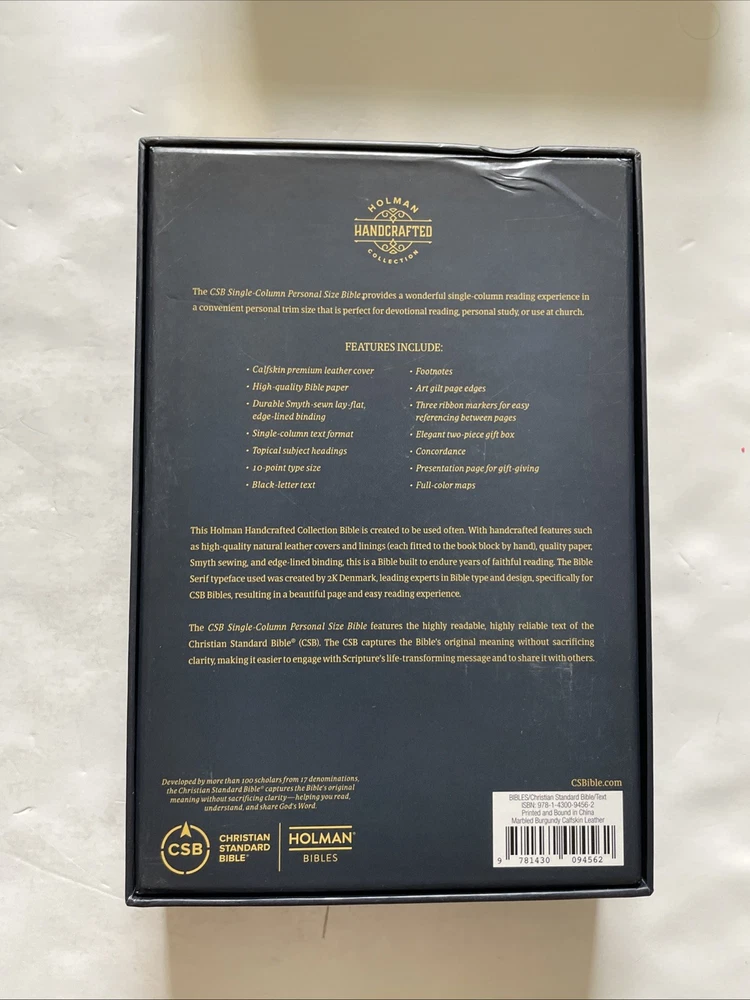 HOLMAN
HANDCRAFTED
COLLECTION
The CSB Single-Column Personal Size Bible provides a wonderful single-column reading experience in
a convenient personal trim size that is perfect for devotional reading, personal study, or use at church.
FEATURES INCLUDE:
• Calfskin premium leather cover
• High-quality Bible paper
• Durable Smyth-sewn lay-flat,
edge-lined binding
• Single-column text format
• Topical subject headings
• 10-point type size
• Black-letter text
• Footnotes
• Art gilt page edges
• Three ribbon markers for easy
referencing between pages
• Elegant two-piece gift box
• Concordance
• Presentation page for gift-giving
• Full-color maps
This Holman Handcrafted Collection Bible is created to be used often. With handcrafted features such
as high-quality natural leather covers and linings (each fitted to the book block by hand), quality paper,
Smyth sewing, and edge-lined binding, this is a Bible built to endure years of faithful reading. The Bible
Serif typeface used was created by 2K Denmark, leading experts in Bible type and design, specifically for
CSB Bibles, resulting in a beautiful page and easy reading experience.
The CSB Single-Column Personal Size Bible features the highly readable, highly reliable text of the
Christian Standard Bible® (CSB). The CSB captures the Bible's original meaning without sacrificing
clarity, making it easier to engage with Scripture's life-transforming message and to share it with others.
Developed by more than 100 scholars from 17 denominations,
the Christian Standard Bible® captures the Bible's original
meaning without sacrificing clarity—helping you read,
understand, and share God's Word.
CSB
CHRISTIAN
STANDARD
BIBLE®
HOLMAN®
BIBLES
CSBible.com
BIBLES/Christian Standard Bible/Text
ISBN: 978-1-4300-9456-2
Printed and Bound in China
Marbled Burgundy Calfskin Leather
9 781430 094562